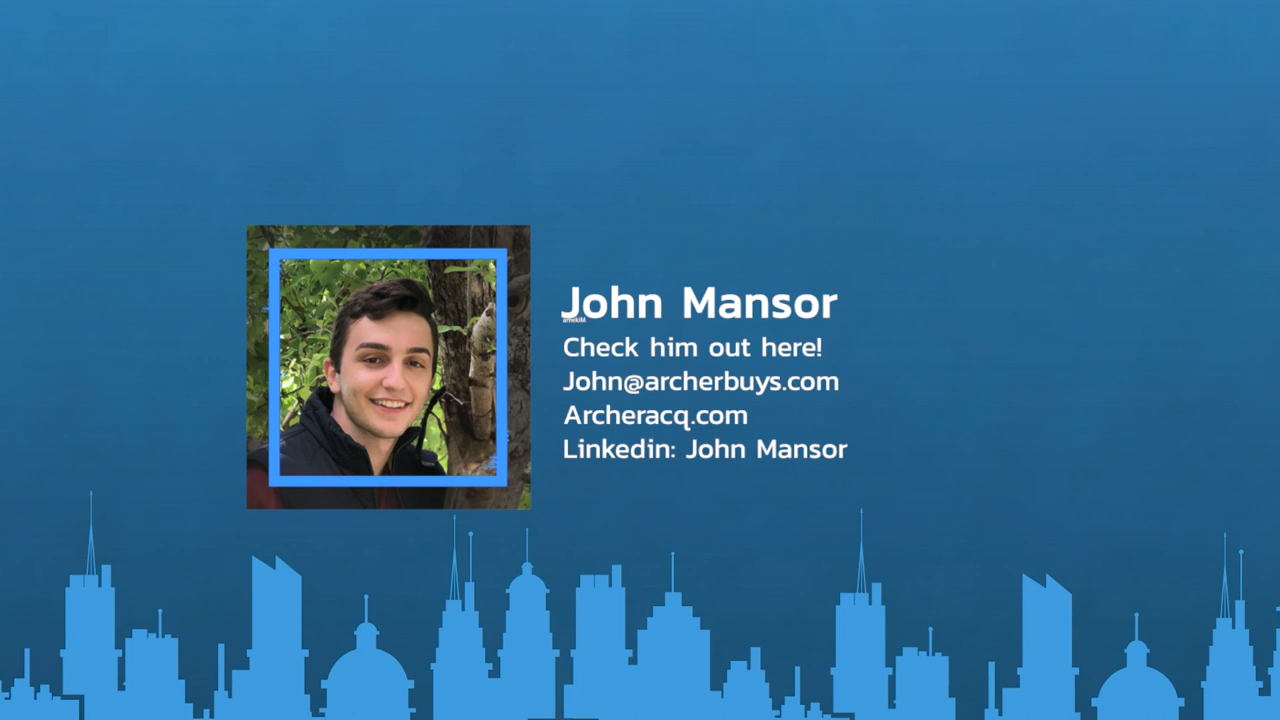 John Mansor
Check him out here!
John@archerbuys.com
Archeracq.com
Linkedin: John Mansor